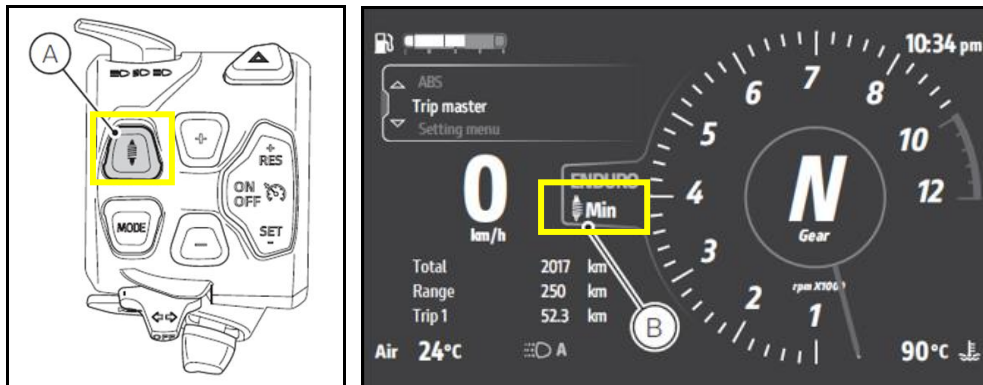 A
+
RES
ON
OFF
SET
-
MODE
OFF
10:34 pm
ABS
Trip master
Setting menu
0
km/h
ENDURO
Min
Total 2017 km
Range 250 km
Trip 1 52.3 km
B
Air 24°C
A
1
2
3
4
5
6
7
8
10
12
N
Gear
rpm X1000
90°C